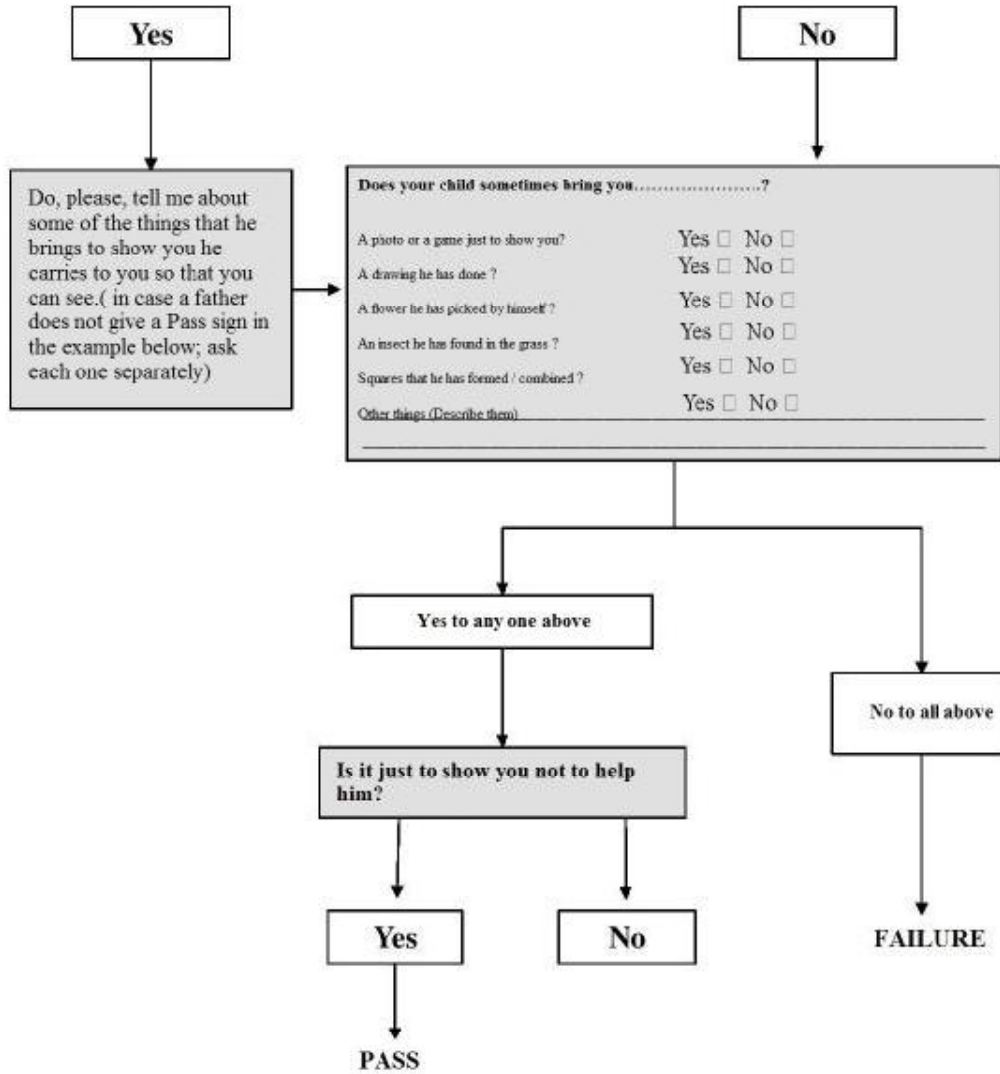 Yes
No
Do, please, tell me about
some of the things that he
brings to show you he
carries to you so that you
can see.( in case a father
does not give a Pass sign in
the example below; ask
each one separately)
Does your child sometimes bring you......................?
A photo or a game just to show you? Yes □ No □
A drawing he has done ? Yes □ No □
A flower he has picked by himself ? Yes □ No □
An insect he has found in the grass ? Yes □ No □
Squares that he has formed / combined ? Yes □ No □
Other things (Describe them) Yes □ No □
Yes to any one above
No to all above
Is it just to show you not to help
him?
Yes
No
FAILURE
PASS